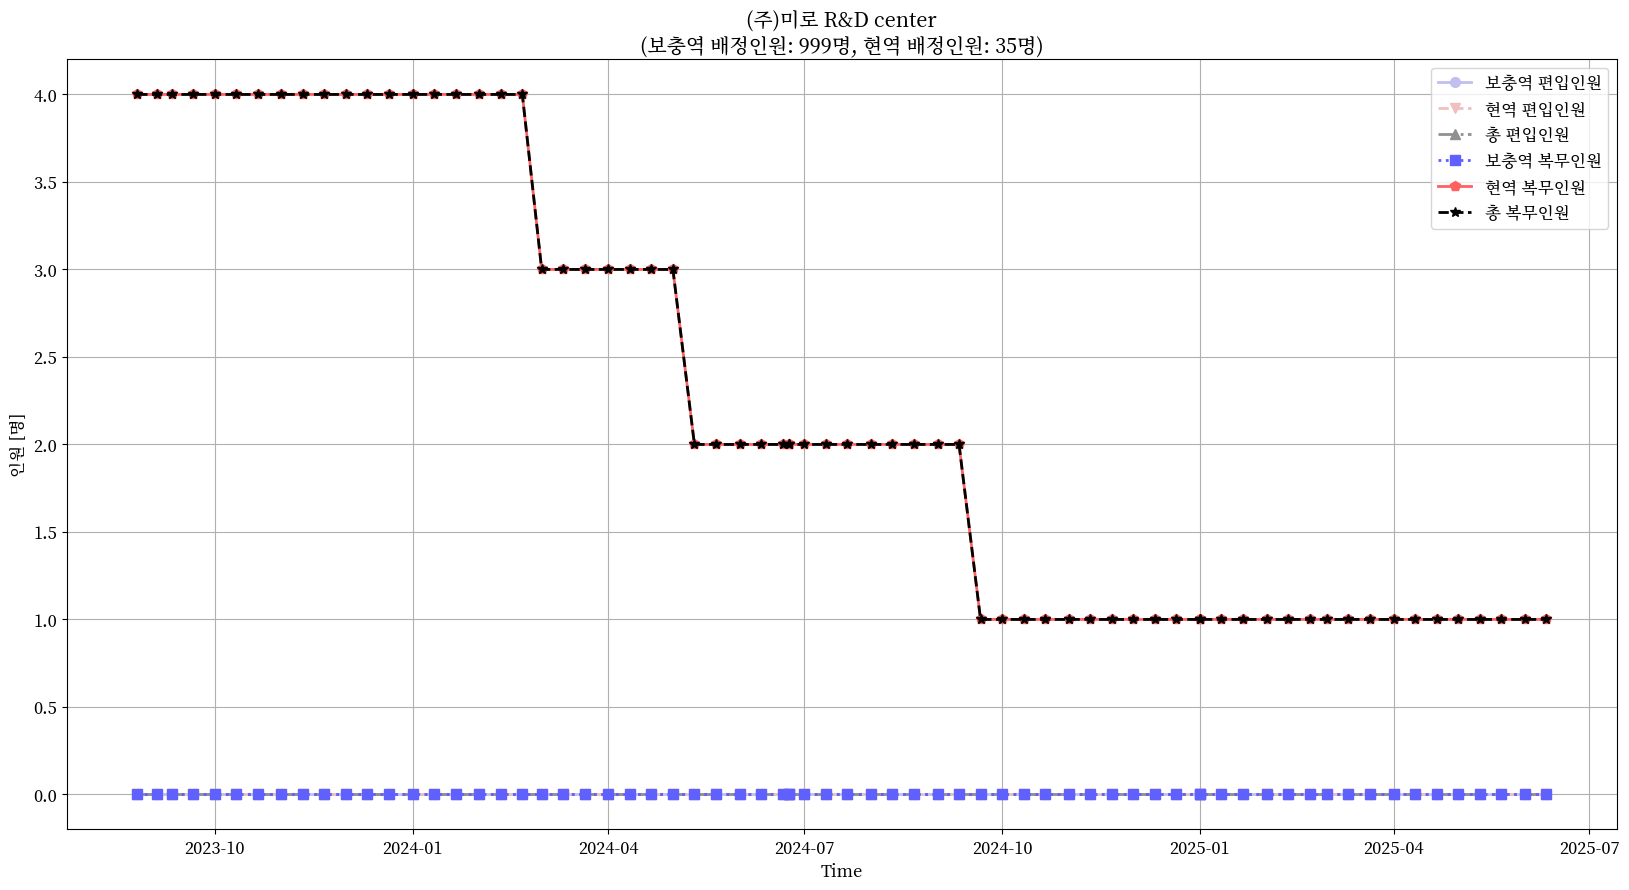 (주)미로 R&D center
(보충역 배정인원: 999명, 현역 배정인원: 35명)
보충역 편입인원
현역 편입인원
총 편입인원
보충역 복무인원
현역 복무인원
총 복무인원
4.0
3.5
3.0
2.5
2.0
1.5
1.0
0.5
0.0
인원 [명]
2023-10
2024-01
2024-04
2024-07
2024-10
2025-01
2025-04
2025-07
Time